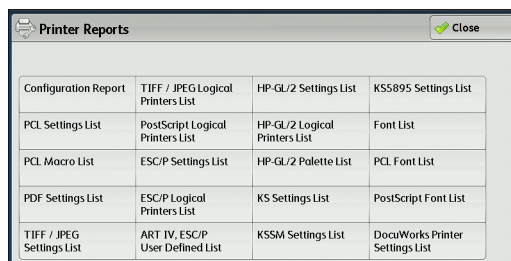 Printer Reports
Close
Configuration Report
TIFF / JPEG Logical
Printers List
HP-GL/2 Settings List
KS5895 Settings List
PCL Settings List
PostScript Logical
Printers List
HP-GL/2 Logical
Printers List
Font List
PCL Macro List
ESC/P Settings List
HP-GL/2 Palette List
PCL Font List
PDF Settings List
ESC/P Logical
Printers List
KS Settings List
PostScript Font List
TIFF / JPEG
Settings List
ART IV, ESC/P
User Defined List
KSSM Settings List
DocuWorks Printer
Settings List